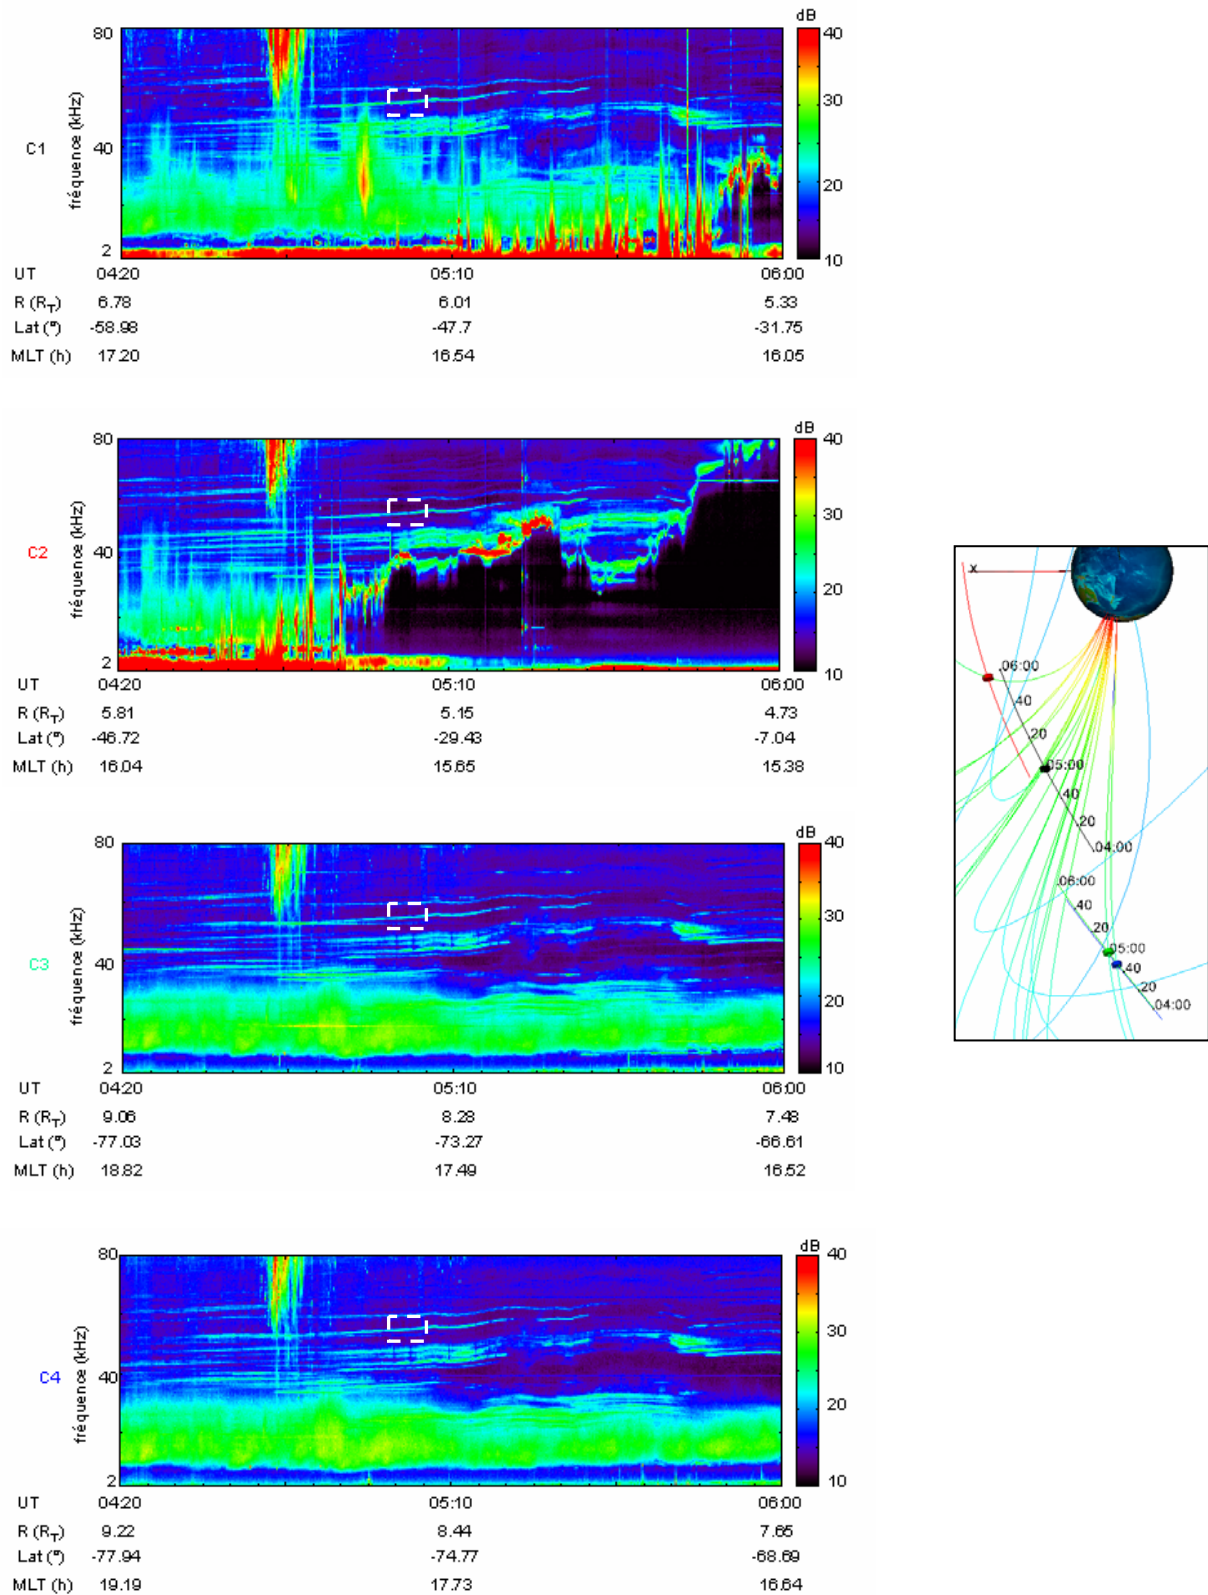 dB
80
40
2
fréquence (kHz)
C1
40
30
20
10
UT 04:20 05:10 06:00
R (R_T) 6.78 6.01 5.33
Lat (°) -58.98 -47.7 -31.75
MLT (h) 17.20 16.54 16.05
dB
80
40
2
fréquence (kHz)
C2
40
30
20
10
UT 04:20 05:10 06:00
R (R_T) 5.81 5.15 4.73
Lat (°) -46.72 -29.43 -7.04
MLT (h) 16.04 15.65 15.38
x
06:00
40
20
05:00
40
20
04:00
06:00
40
20
05:00
40
20
04:00
dB
80
40
2
fréquence (kHz)
C3
40
30
20
10
UT 04:20 05:10 06:00
R (R_T) 9.06 8.28 7.48
Lat (°) -77.03 -73.27 -66.61
MLT (h) 18.82 17.49 16.52
dB
80
40
2
fréquence (kHz)
C4
40
30
20
10
UT 04:20 05:10 06:00
R (R_T) 9.22 8.44 7.65
Lat (°) -77.94 -74.77 -68.69
MLT (h) 19.19 17.73 16.64